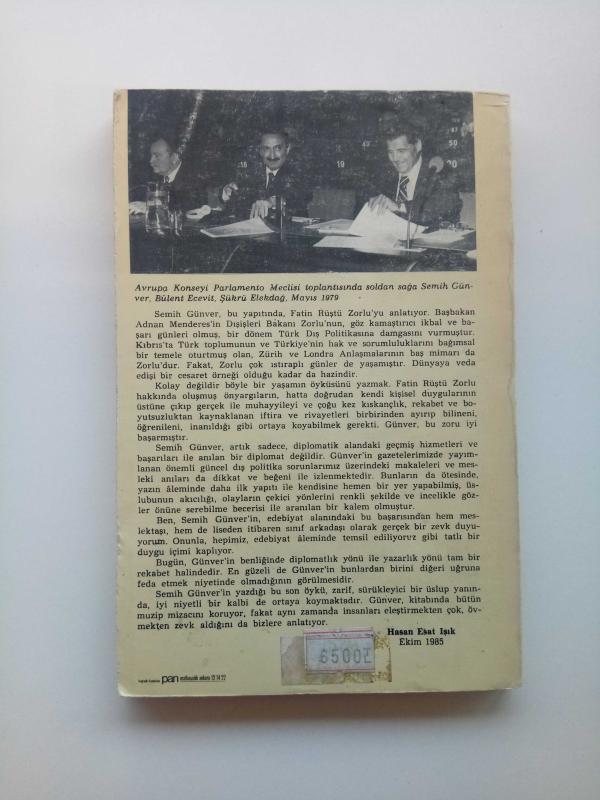 Avrupa Konseyi Parlamento Meclisi toplantısında soldan sağa Semih Gün-
ver, Bülent Ecevit, Şükrü Elekdağ, Mayıs 1979
Semih Günver, bu yapıtında, Fatin Rüştü Zorlu'yu anlatıyor. Başbakan
Adnan Menderes'in Dışişleri Bakanı Zorlu'nun, göz kamaştırıcı ikbal ve ba-
şarı günleri olmuş, bir dönem Türk Dış Politikasına damgasını vurmuştur.
Kıbrıs'ta Türk toplumunun ve Türkiye'nin hak ve sorumluluklarını bağımsal
bir temele oturtmuş olan, Zürih ve Londra Anlaşmalarının baş mimarı da
Zorlu'dur. Fakat, Zorlu çok ıstıraplı günler de yaşamıştır. Dünyaya veda
edişi bir cesaret örneği olduğu kadar da hazindir.
Kolay değildir böyle bir yaşamın öyküsünü yazmak. Fatin Rüştü Zorlu
hakkında oluşmuş önyargıların, hatta doğrudan kendi kişisel duygularının
üstüne çıkıp gerçek ile muhayyileyi ve çoğu kez kıskançlık, rekabet ve bo-
yutsuzluktan kaynaklanan iftira ve rivayetleri birbirinden ayırıp bilineni,
öğrenileni, inanıldığı gibi ortaya koyabilmek gerekti. Günver, bu zoru iyi
başarmıştır.
Semih Günver, artık sadece, diplomatik alandaki geçmiş hizmetleri ve
başarıları ile anılan bir diplomat değildir. Günver'in gazetelerimizde yayım-
lanan önemli güncel dış politika sorunlarımız üzerindeki makaleleri ve mes-
leki anıları da dikkat ve beğeni ile izlenmektedir. Bunların da ötesinde,
yazın âleminde daha ilk yapıtı ile kendisine hemen bir yer yapabilmiş, üs-
lubunun akıcılığı, olayların çekici yönlerini renkli şekilde ve incelikle göz-
ler önüne serebilme becerisi ile aranılan bir kalem olmuştur.
Ben, Semih Günver'in, edebiyat alanındaki bu başarısından hem mes-
lektaşı, hem de liseden itibaren sınıf arkadaşı olarak gerçek bir zevk duyu-
yorum. Onunla, hepimiz, edebiyat âleminde temsil ediliyoruz gibi tatlı bir
duygu içimi kaplıyor.
Bugün, Günver'in benliğinde diplomatlık yönü ile yazarlık yönü tam bir
rekabet halindedir. En güzeli de Günver'in bunlardan birini diğeri uğruna
feda etmek niyetinde olmadığının görülmesidir.
Semih Günver'in yazdığı bu son öykü, zarif, sürükleyici bir üslup yanın-
da, iyi niyetli bir kalbi de ortaya koymaktadır. Günver, kitabında bütün
muzip mizacını koruyor, fakat aynı zamanda insanları eleştirmekten çok, öv-
mekten zevk aldığını da bizlere anlatıyor.
Hasan Esat Işık
Ekim 1985
6500
pan matbaacılık ankara 13 14 22